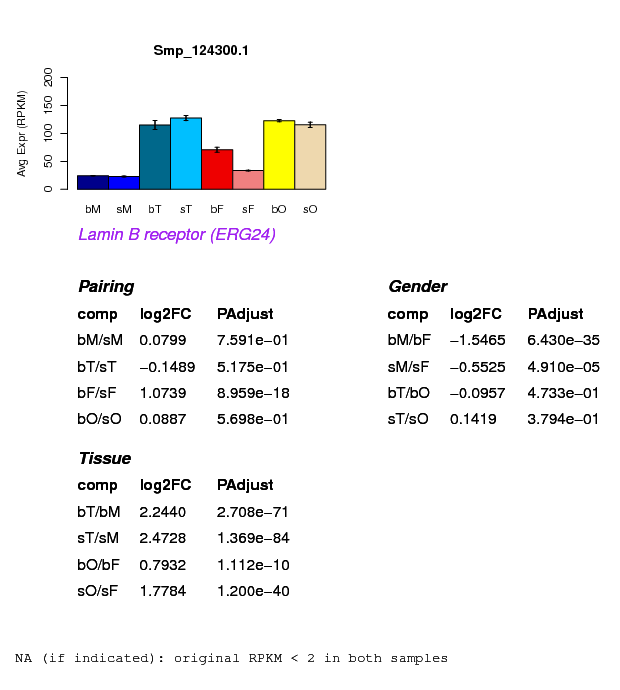 Smp_124300.1
Avg Expr (RPKM)
200
150
100
50
0
bM sM bT sT bF sF bO sO
Lamin B receptor (ERG24)
Pairing
comp log2FC PAdjust
bM/sM 0.0799 7.591e−01
bT/sT −0.1489 5.175e−01
bF/sF 1.0739 8.959e−18
bO/sO 0.0887 5.698e−01
Gender
comp log2FC PAdjust
bM/bF −1.5465 6.430e−35
sM/sF −0.5525 4.910e−05
bT/bO −0.0957 4.733e−01
sT/sO 0.1419 3.794e−01
Tissue
comp log2FC PAdjust
bT/bM 2.2440 2.708e−71
sT/sM 2.4728 1.369e−84
bO/bF 0.7932 1.112e−10
sO/sF 1.7784 1.200e−40
NA (if indicated): original RPKM < 2 in both samples